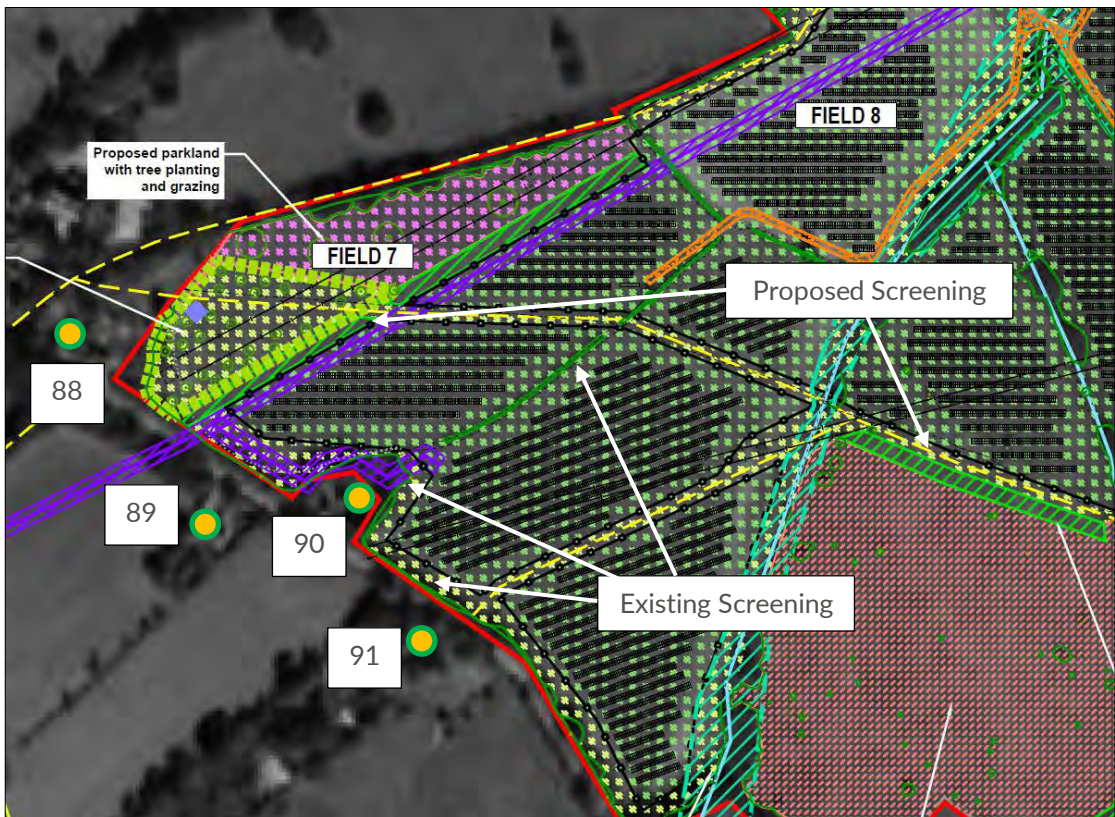 FIELD 8
Proposed parkland
with tree planting
and grazing
FIELD 7
Proposed Screening
88
89
90
Existing Screening
91